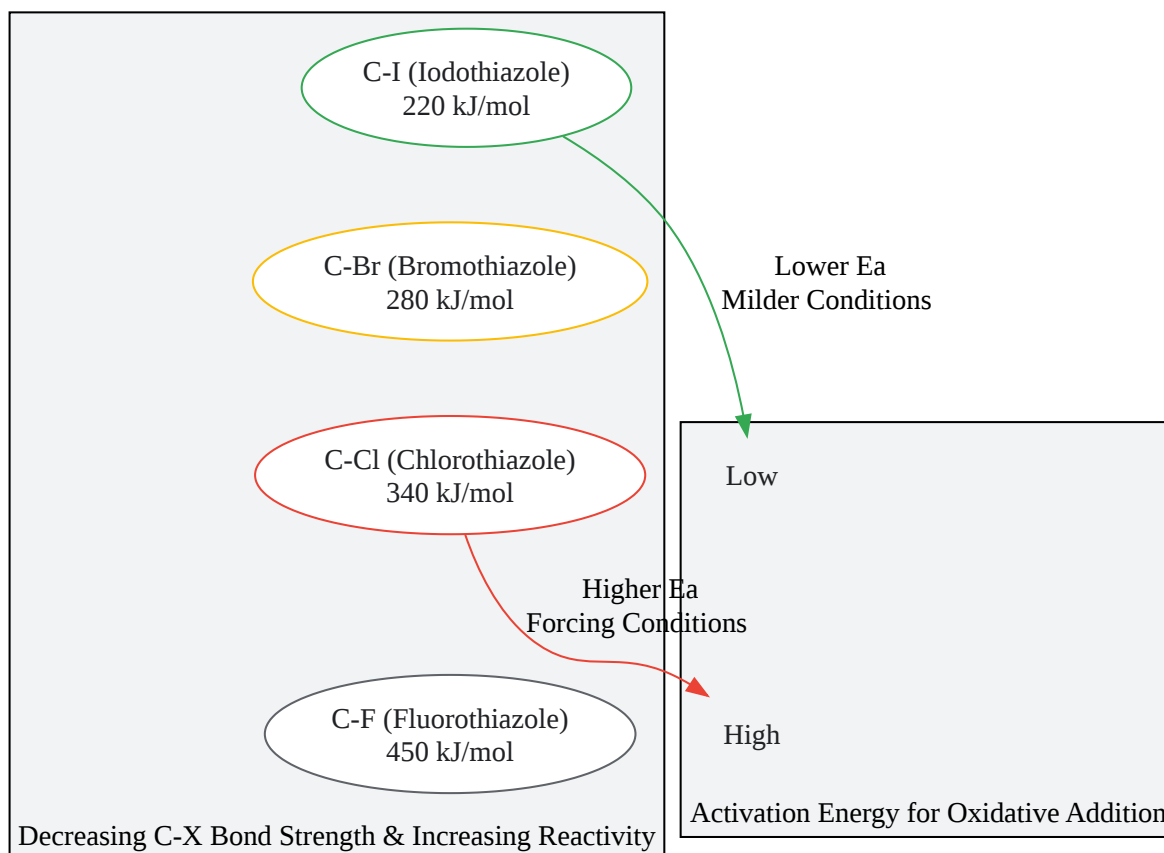 C-I (Iodothiazole)
220 kJ/mol
C-Br (Bromothiazole)
280 kJ/mol
Lower Ea
Milder Conditions
C-Cl (Chlorothiazole)
340 kJ/mol
Low
Higher Ea
Forcing Conditions
C-F (Fluorothiazole)
450 kJ/mol
High
Activation Energy for Oxidative Addition
Decreasing C-X Bond Strength & Increasing Reactivity